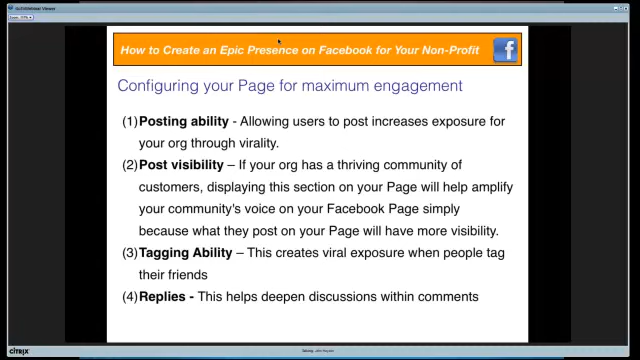 GoToWebinar Viewer
How to Create an Epic Presence on Facebook for Your Non-Profit
f
Configuring your Page for maximum engagement
(1)Posting ability - Allowing users to post increases exposure for
your org through virality.
(2)Post visibility – If your org has a thriving community of
customers, displaying this section on your Page will help amplify
your community's voice on your Facebook Page simply
because what they post on your Page will have more visibility.
(3)Tagging Ability – This creates viral exposure when people tag
their friends
(4)Replies - This helps deepen discussions within comments
CİTRIX